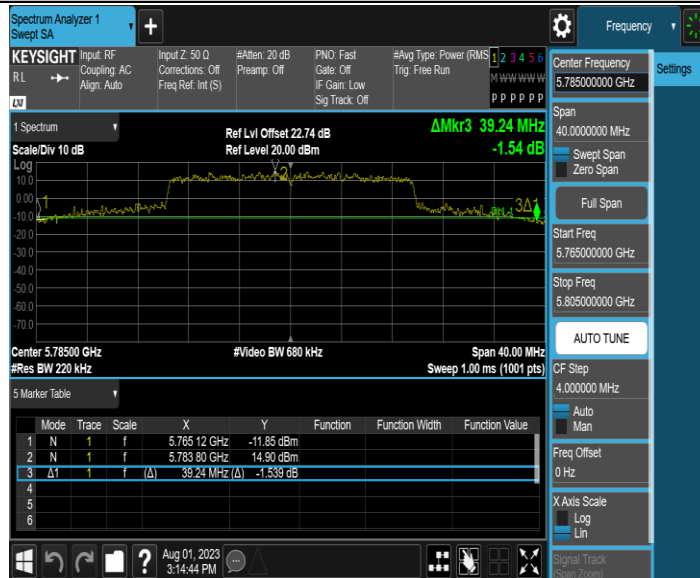 Spectrum Analyzer 1
Swept SA
+
Frequency
KEYSIGHT
Input: RF
Coupling: AC
Align: Auto
Input Z: 50 Ω
Corrections: Off
Freq Ref: Int (S)
#Atten: 20 dB
Preamp: Off
PNO: Fast
Gate: Off
IF Gain: Low
Sig Track: Off
#Avg Type: Power (RMS
Trig: Free Run
1 2 3 4 5 6
M W W W W W
P P P P P P
RL
LXI
1 Spectrum
Scale/Div 10 dB
Ref Lvl Offset 22.74 dB
Ref Level 20.00 dBm
ΔMkr3 39.24 MHz
-1.54 dB
Log
10.0
0.00
-10.0
-20.0
-30.0
-40.0
-50.0
-60.0
-70.0
1
2
3Δ1
Center 5.78500 GHz
#Res BW 220 kHz
#Video BW 680 kHz
Span 40.00 MHz
Sweep 1.00 ms (1001 pts)
5 Marker Table
Mode Trace Scale X Y Function Function Width Function Value
1 N 1 f 5.765 12 GHz -11.85 dBm
2 N 1 f 5.783 80 GHz 14.90 dBm
3 Δ1 1 f (Δ) 39.24 MHz (Δ) -1.539 dB
4
5
6
?
Aug 01, 2023
3:14:44 PM
Center Frequency
5.785000000 GHz
Span
40.0000000 MHz
Swept Span
Zero Span
Full Span
Start Freq
5.765000000 GHz
Stop Freq
5.805000000 GHz
AUTO TUNE
CF Step
4.000000 MHz
Auto
Man
Freq Offset
0 Hz
X Axis Scale
Log
Lin
Signal Track
(Span Zoom)
Settings